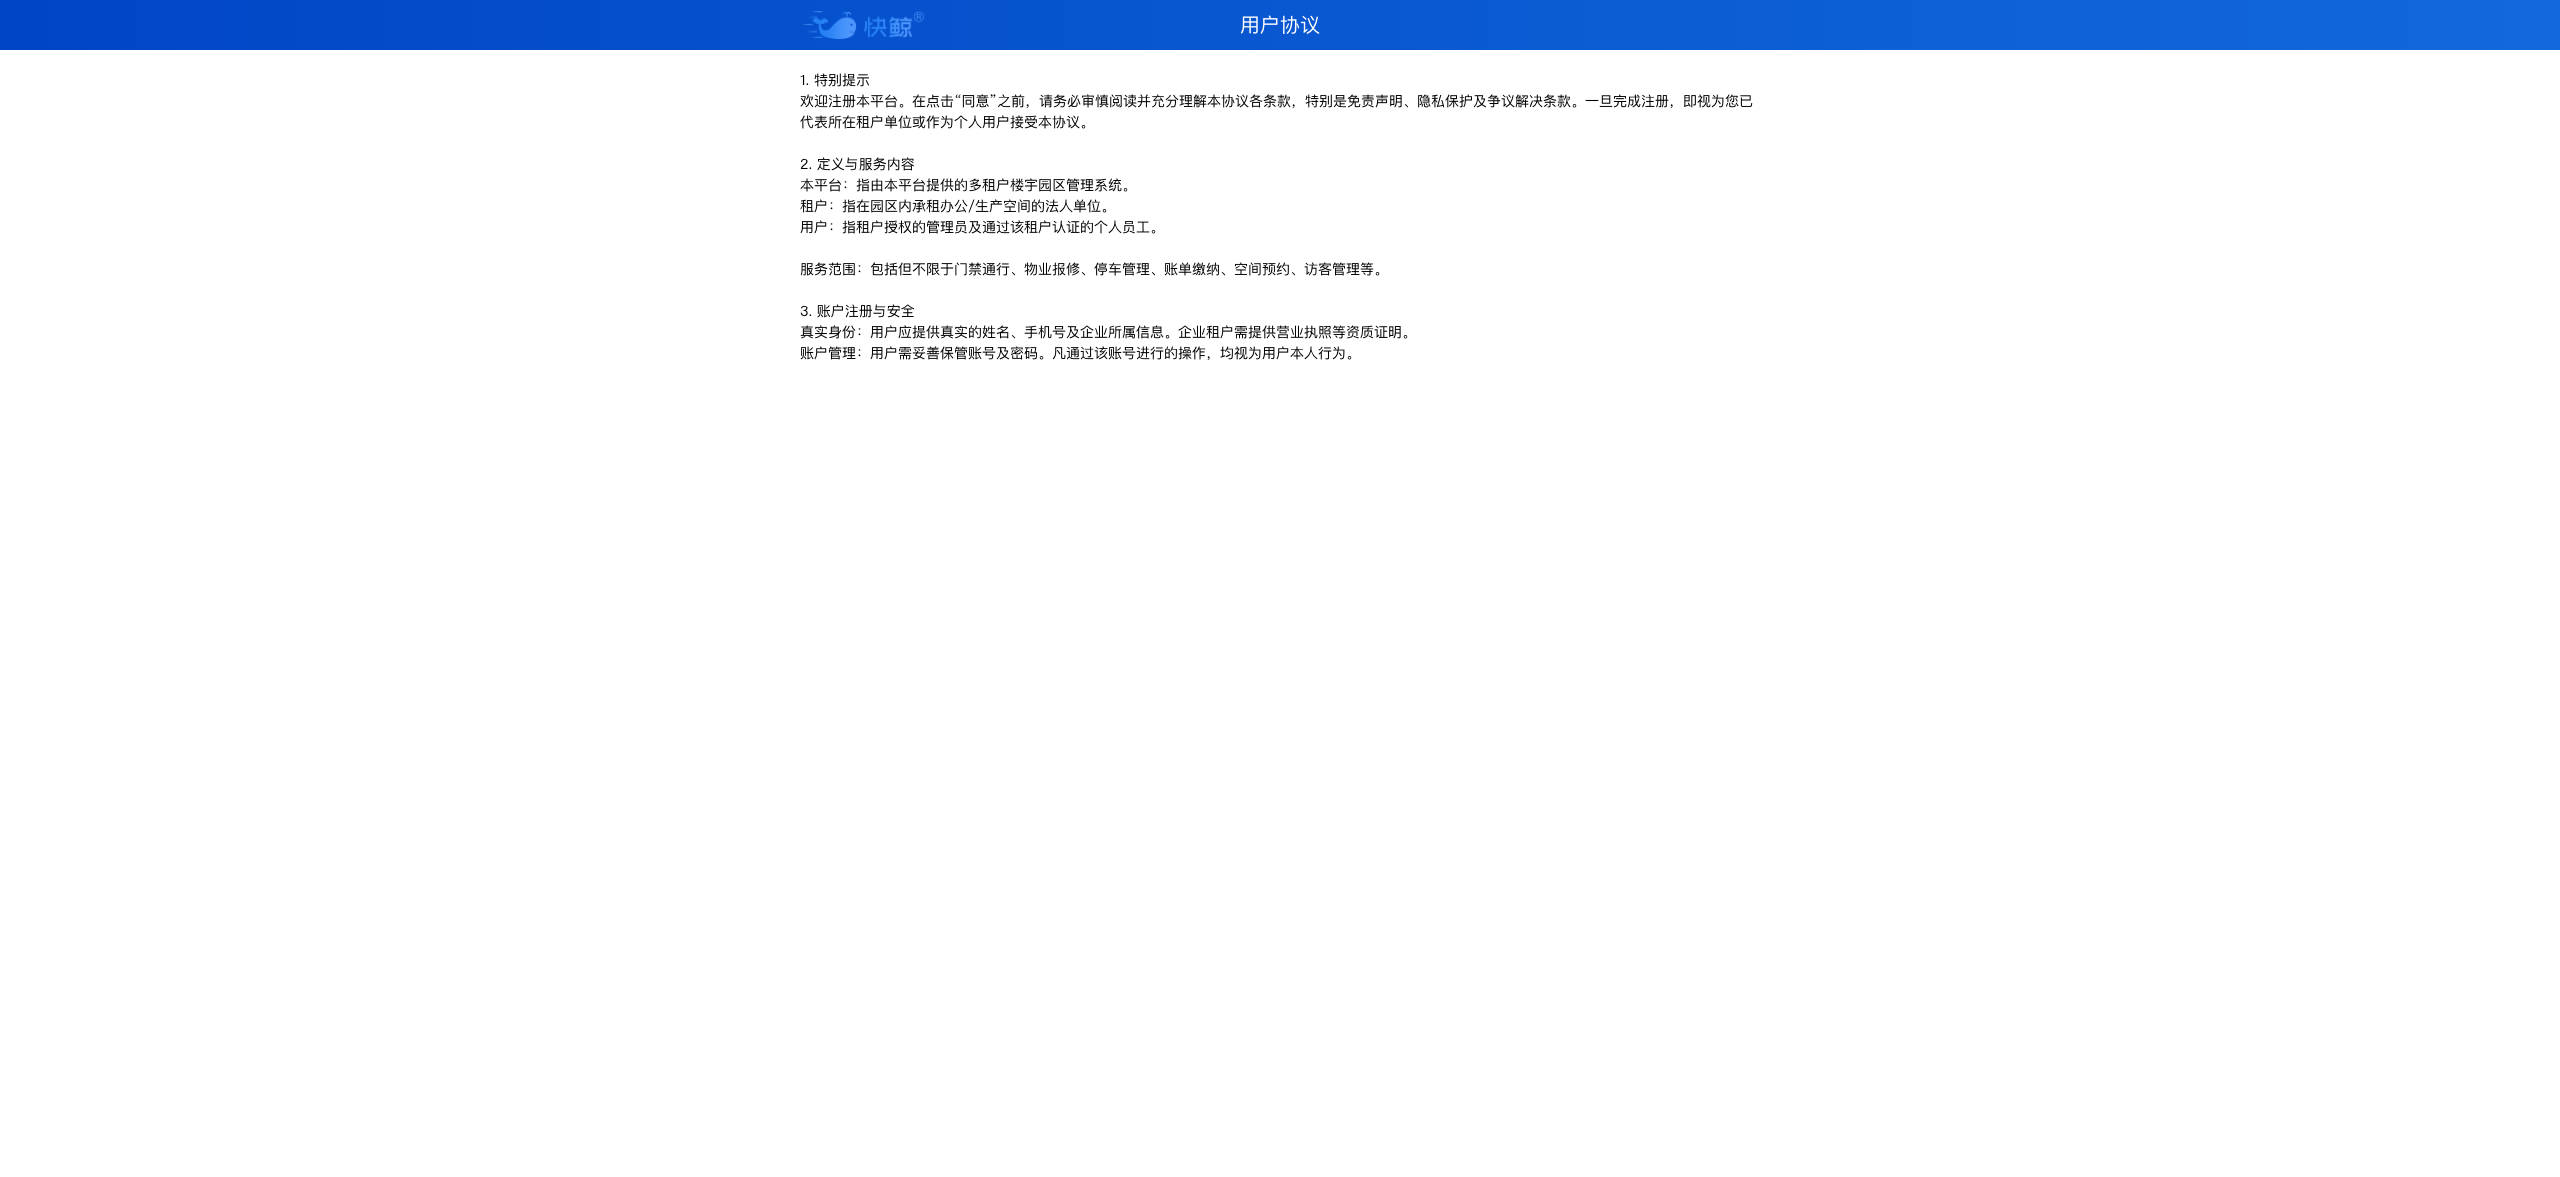 快鲸®
用户协议
1. 特别提示
欢迎注册本平台。在点击“同意”之前，请务必审慎阅读并充分理解本协议各条款，特别是免责声明、隐私保护及争议解决条款。一旦完成注册，即视为您已
代表所在租户单位或作为个人用户接受本协议。
2. 定义与服务内容
本平台：指由本平台提供的多租户楼宇园区管理系统。
租户：指在园区内承租办公/生产空间的法人单位。
用户：指租户授权的管理员及通过该租户认证的个人员工。
服务范围：包括但不限于门禁通行、物业报修、停车管理、账单缴纳、空间预约、访客管理等。
3. 账户注册与安全
真实身份：用户应提供真实的姓名、手机号及企业所属信息。企业租户需提供营业执照等资质证明。
账户管理：用户需妥善保管账号及密码。凡通过该账号进行的操作，均视为用户本人行为。